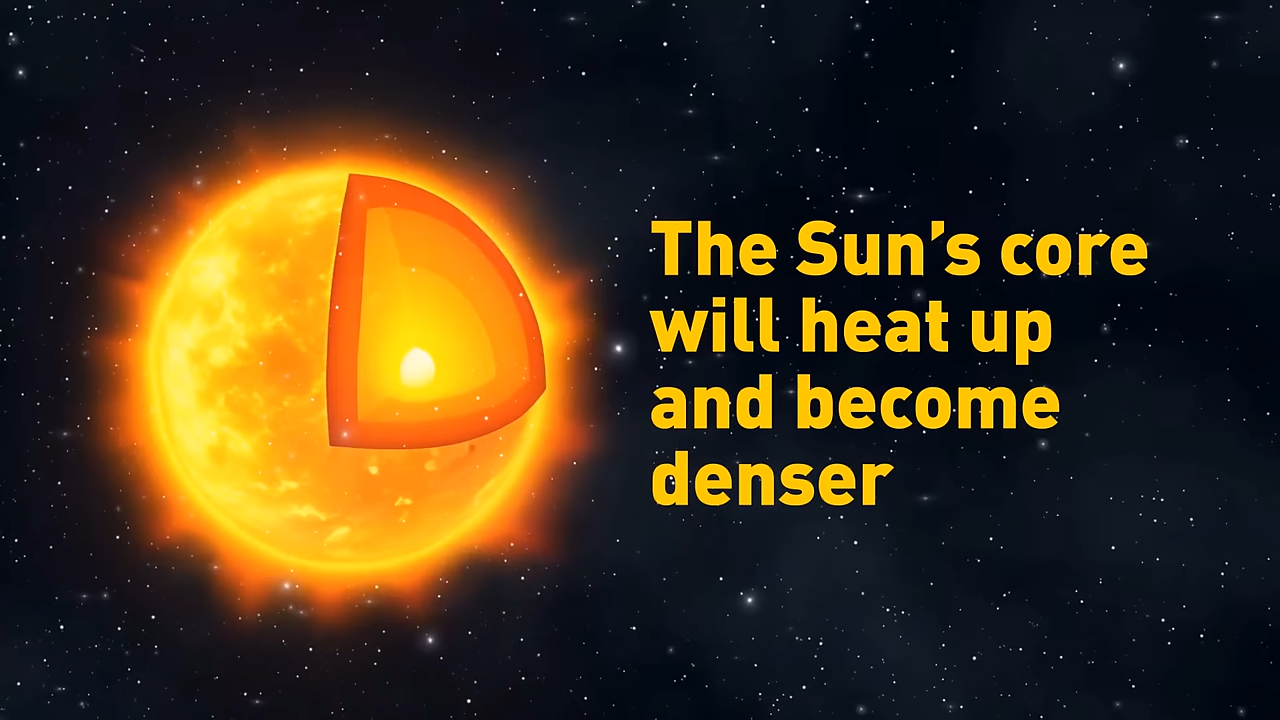 The Sun’s core
will heat up
and become
denser